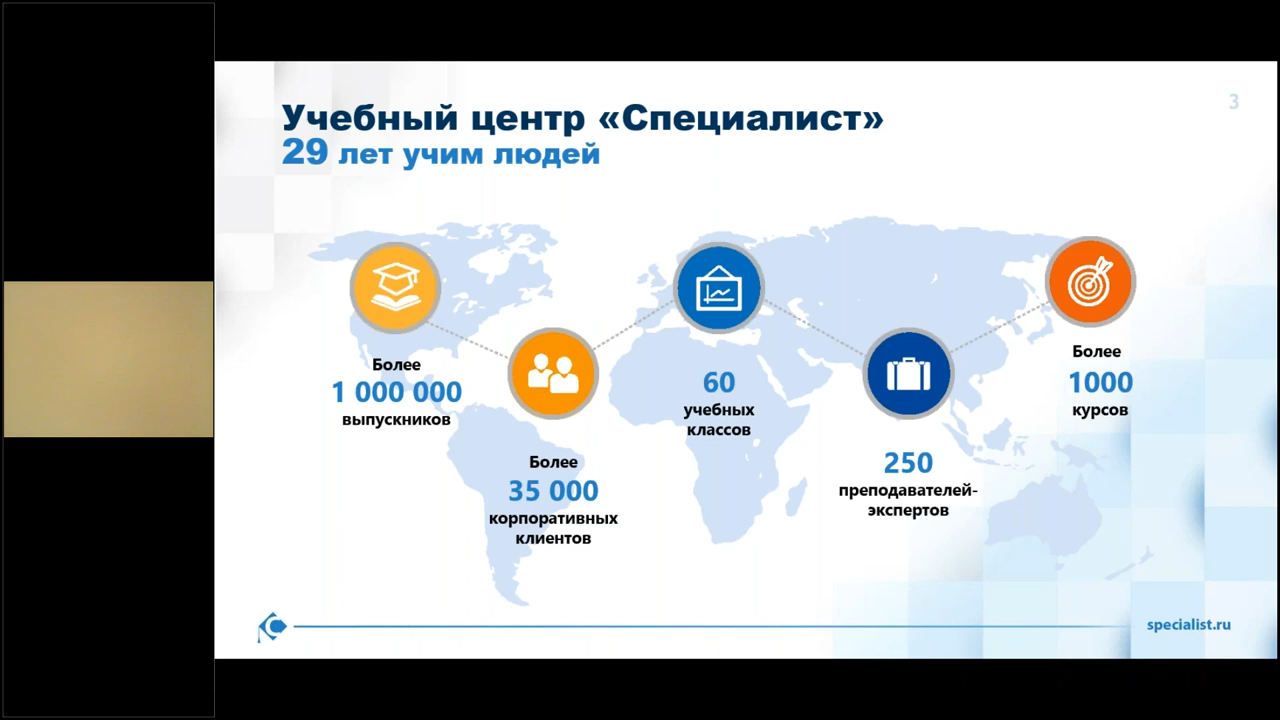 3
Учебный центр «Специалист»
29 лет учим людей
Более
1 000 000
выпускников
Более
35 000
корпоративных
клиентов
60
учебных
классов
250
преподавателей-
экспертов
Более
1000
курсов
specialist.ru